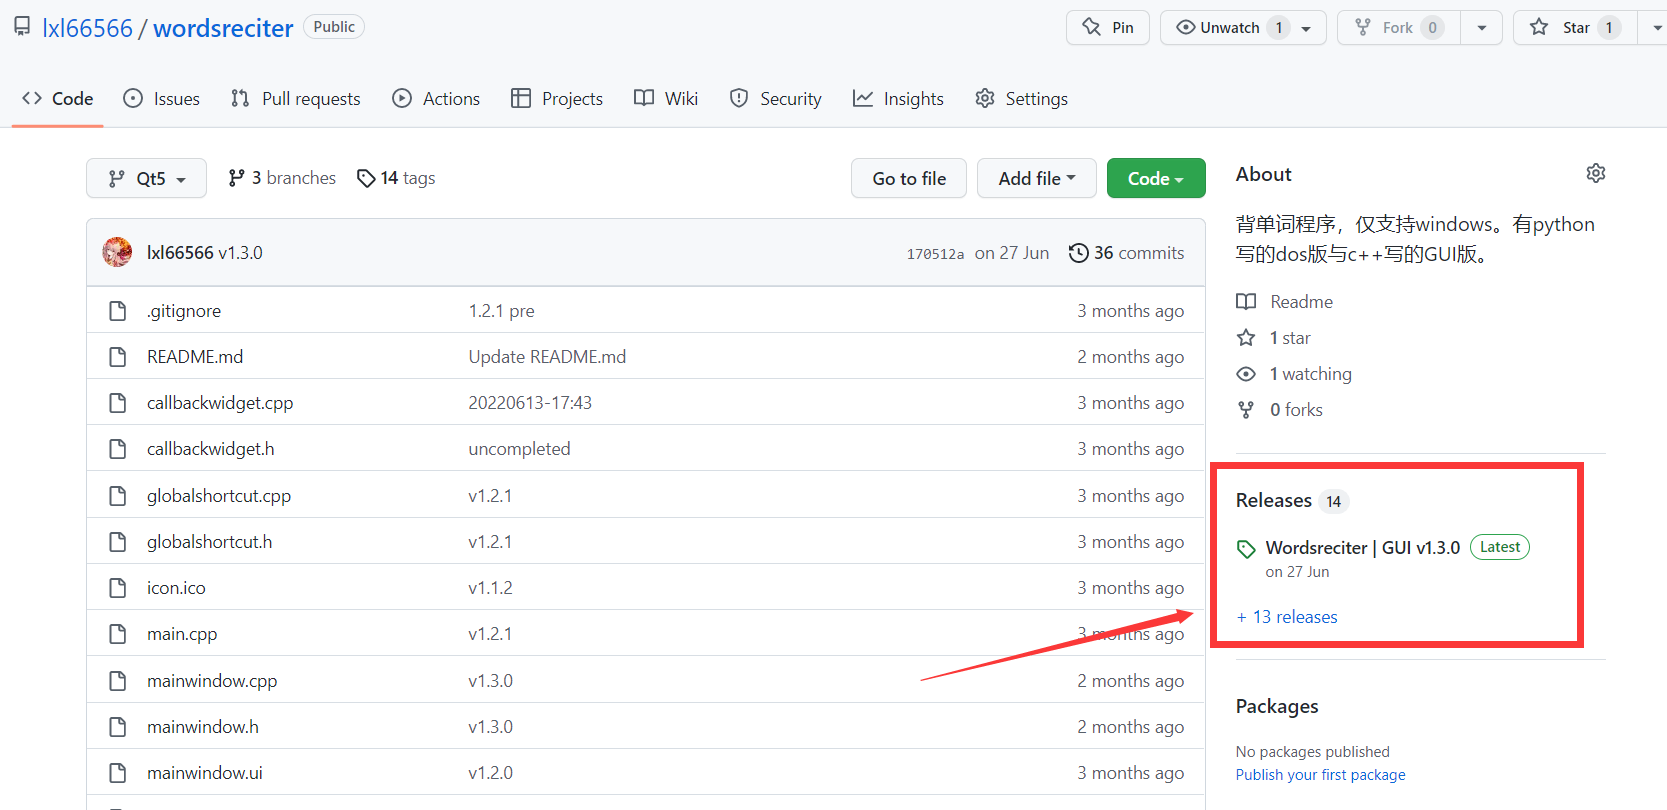 lxl66566 / wordsreciter Public
Pin
Unwatch 1
Fork 0
Star 1
Code
Issues
Pull requests
Actions
Projects
Wiki
Security
Insights
Settings
Qt5
3 branches
14 tags
Go to file
Add file
Code
lxl66566 v1.3.0 170512a on 27 Jun 36 commits
.gitignore 1.2.1 pre 3 months ago
README.md Update README.md 2 months ago
callbackwidget.cpp 20220613-17:43 3 months ago
callbackwidget.h uncompleted 3 months ago
globalshortcut.cpp v1.2.1 3 months ago
globalshortcut.h v1.2.1 3 months ago
icon.ico v1.1.2 3 months ago
main.cpp v1.2.1 3 months ago
mainwindow.cpp v1.3.0 2 months ago
mainwindow.h v1.3.0 2 months ago
mainwindow.ui v1.2.0 3 months ago
About
背单词程序，仅支持windows。有python
写的dos版与c++写的GUI版。
Readme
1 star
1 watching
0 forks
Releases 14
Wordsreciter | GUI v1.3.0 Latest
on 27 Jun
+ 13 releases
Packages
No packages published
Publish your first package